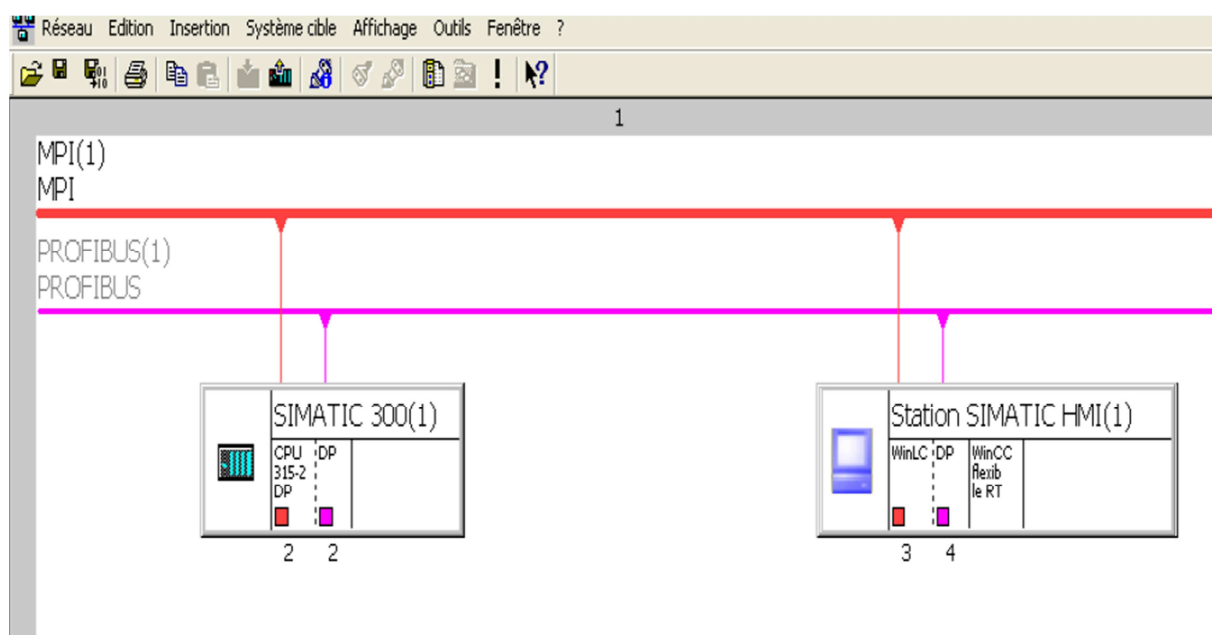 Réseau Edition Insertion Système cible Affichage Outils Fenêtre ?
1
MPI(1)
MPI
PROFIBUS(1)
PROFIBUS
SIMATIC 300(1)
CPU
315-2
DP
DP
2 2
Station SIMATIC HMI(1)
WinLC
DP
WinCC
flexib
le RT
3 4